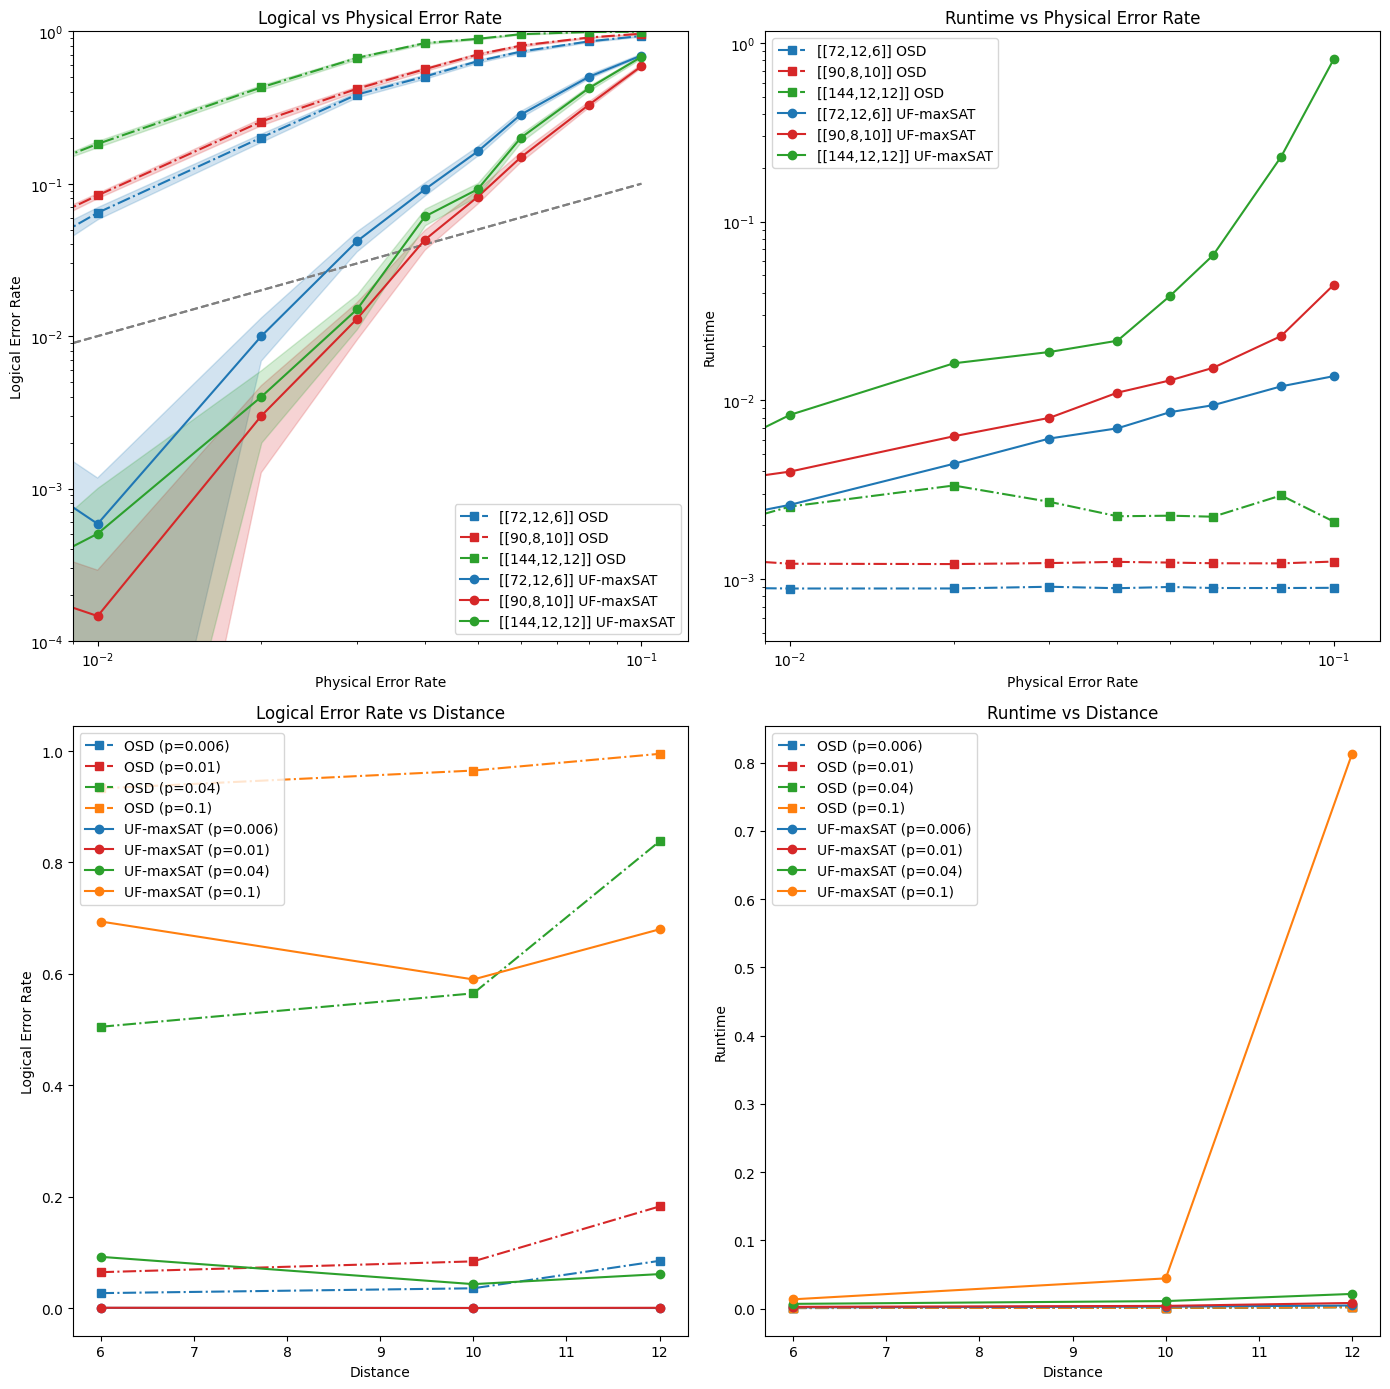 Logical vs Physical Error Rate
10⁰
10⁻¹
10⁻²
10⁻³
10⁻⁴
Logical Error Rate
10⁻²
10⁻¹
Physical Error Rate
[[72,12,6]] OSD
[[90,8,10]] OSD
[[144,12,12]] OSD
[[72,12,6]] UF-maxSAT
[[90,8,10]] UF-maxSAT
[[144,12,12]] UF-maxSAT
Runtime vs Physical Error Rate
10⁰
10⁻¹
10⁻²
10⁻³
Runtime
10⁻²
10⁻¹
Physical Error Rate
[[72,12,6]] OSD
[[90,8,10]] OSD
[[144,12,12]] OSD
[[72,12,6]] UF-maxSAT
[[90,8,10]] UF-maxSAT
[[144,12,12]] UF-maxSAT
Logical Error Rate vs Distance
1.0
0.8
0.6
0.4
0.2
0.0
Logical Error Rate
6
7
8
9
10
11
12
Distance
OSD (p=0.006)
OSD (p=0.01)
OSD (p=0.04)
OSD (p=0.1)
UF-maxSAT (p=0.006)
UF-maxSAT (p=0.01)
UF-maxSAT (p=0.04)
UF-maxSAT (p=0.1)
Runtime vs Distance
0.8
0.7
0.6
0.5
0.4
0.3
0.2
0.1
0.0
Runtime
6
7
8
9
10
11
12
Distance
OSD (p=0.006)
OSD (p=0.01)
OSD (p=0.04)
OSD (p=0.1)
UF-maxSAT (p=0.006)
UF-maxSAT (p=0.01)
UF-maxSAT (p=0.04)
UF-maxSAT (p=0.1)